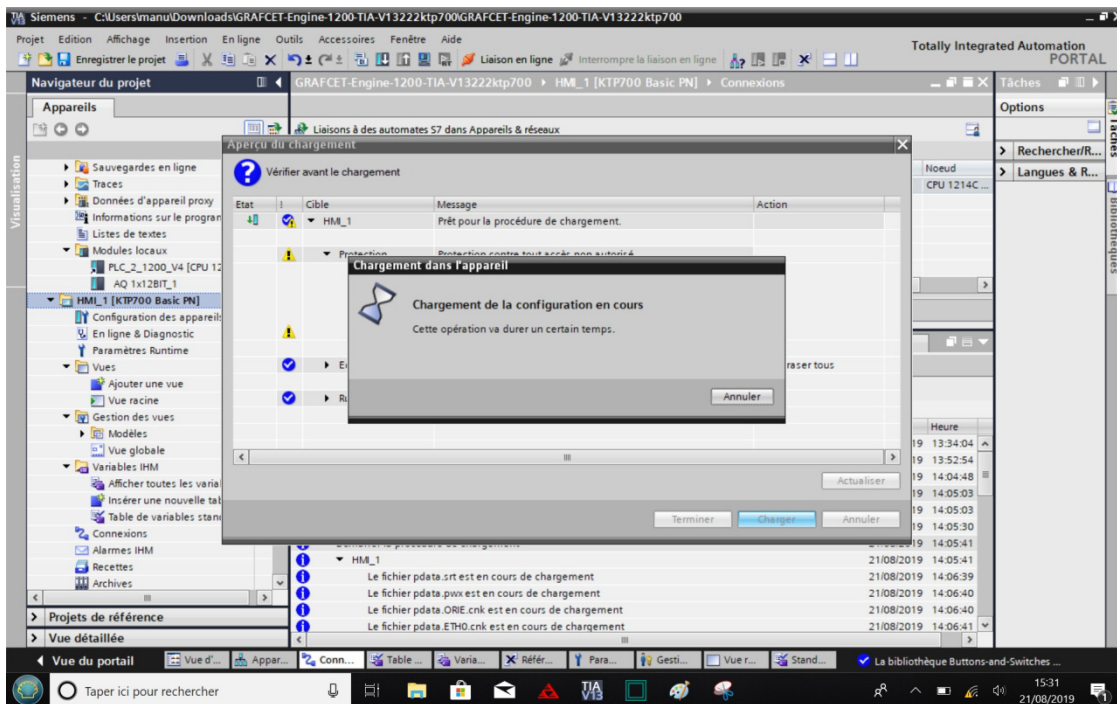 Siemens - C:\Users\manu\Downloads\GRAFCET-Engine-1200-TIA-V13222ktp700\GRAFCET-Engine-1200-TIA-V13222ktp700
Projet Edition Affichage Insertion En ligne Outils Accessoires Fenêtre Aide
Totally Integrated Automation
PORTAL
Enregistrer le projet Liaison en ligne Interrompre la liaison en ligne
Navigateur du projet
GRAFCET-Engine-1200-TIA-V13222ktp700 HMI_1 [KTP700 Basic PN] Connexions
Tâches
Appareils
Options
Liaisons à des automates S7 dans Appareils & réseaux
Rechercher/R...
Langues & R...
Tâches
Bibliothèques
Visualisation
Noeud
CPU 1214C ...
Sauvegardes en ligne
Traces
Données d'appareil proxy
Informations sur le progran
Listes de textes
Modules locaux
PLC_2_1200_V4 [CPU 12
AQ 1x12BIT_1
HMI_1 [KTP700 Basic PN]
Configuration des appareils
En ligne & Diagnostic
Paramètres Runtime
Vues
Ajouter une vue
Vue racine
Gestion des vues
Modèles
Vue globale
Variables IHM
Afficher toutes les varia
Insérer une nouvelle tab
Table de variables stan
Connexions
Alarmes IHM
Recettes
Archives
Projets de référence
Vue détaillée
Aperçu du chargement
Vérifier avant le chargement
Etat ! Cible Message Action
HMI_1 Prêt pour la procédure de chargement.
Protection Protection contre tout accès non autorisé
raser tous
Chargement dans l'appareil
Chargement de la configuration en cours
Cette opération va durer un certain temps.
Annuler
Actualiser
Terminer Charger Annuler
Heure
19 13:34:04
19 13:52:54
19 14:04:48
19 14:05:03
19 14:05:03
19 14:05:30
21/08/2019 14:05:41
HMI_1 21/08/2019 14:05:41
Le fichier pdata.srt est en cours de chargement 21/08/2019 14:06:39
Le fichier pdata.pwx est en cours de chargement 21/08/2019 14:06:40
Le fichier pdata.ORIE.cnk est en cours de chargement 21/08/2019 14:06:40
Le fichier pdata.ETH0.cnk est en cours de chargement 21/08/2019 14:06:41
Vue du portail Vue d'... Appar... Conn... Table ... Varia... Référ... Para... Gesti... Vue r... Stand... La bibliothèque Buttons-and-Switches ...
Taper ici pour rechercher
TIA
V13
15:31
21/08/2019
1